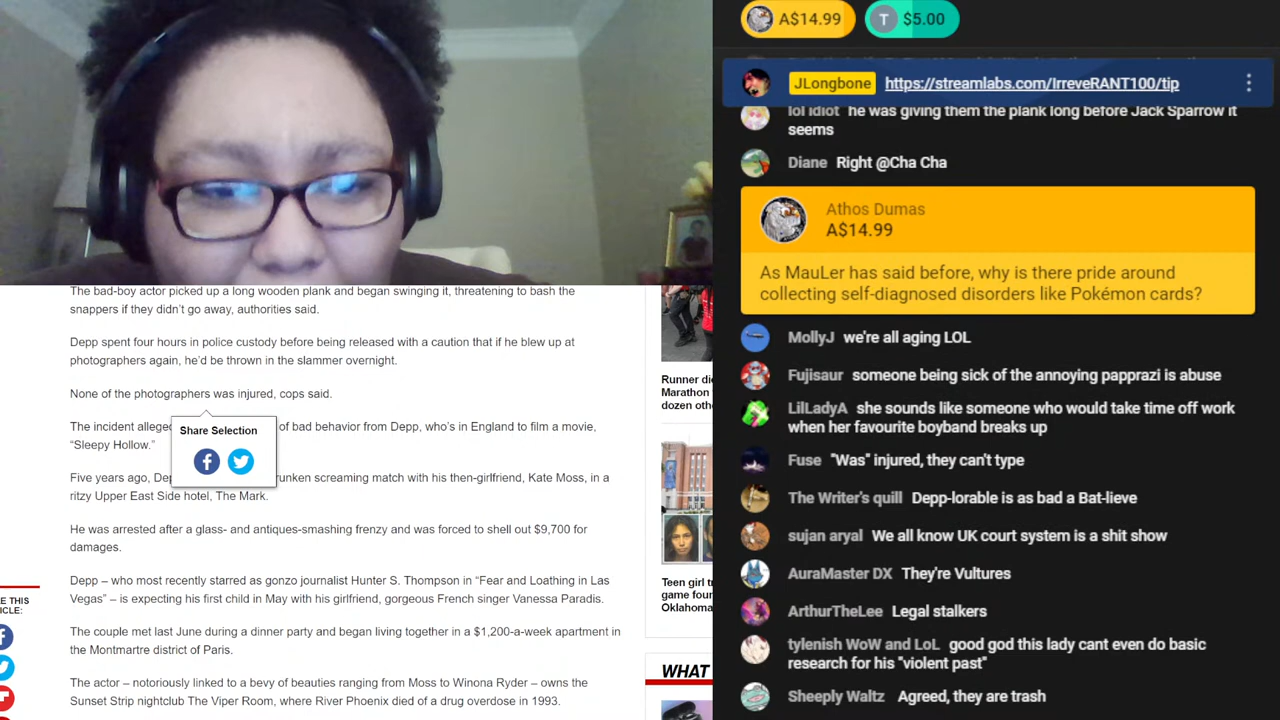 The bad-boy actor picked up a long wooden plank and began swinging it, threatening to bash the
snappers if they didn't go away, authorities said.
Depp spent four hours in police custody before being released with a caution that if he blew up at
photographers again, he'd be thrown in the slammer overnight.
None of the photographers was injured, cops said.
The incident alleged of bad behavior from Depp, who's in England to film a movie,
"Sleepy Hollow."
Share Selection
Five years ago, Dep runken screaming match with his then-girlfriend, Kate Moss, in a
ritzy Upper East Side hotel, The Mark.
He was arrested after a glass- and antiques-smashing frenzy and was forced to shell out $9,700 for
damages.
Depp – who most recently starred as gonzo journalist Hunter S. Thompson in "Fear and Loathing in Las
Vegas" – is expecting his first child in May with his girlfriend, gorgeous French singer Vanessa Paradis.
The couple met last June during a dinner party and began living together in a $1,200-a-week apartment in
the Montmartre district of Paris.
The actor – notoriously linked to a bevy of beauties ranging from Moss to Winona Ryder – owns the
Sunset Strip nightclub The Viper Room, where River Phoenix died of a drug overdose in 1993.
E THIS
ICLE:
Runner die
Marathon
dozen oth
Teen girl tr
game foun
Oklahoma
WHAT
A$14.99
T $5.00
JLongbone https://streamlabs.com/IrreveRANT100/tip
lol idiot he was giving them the plank long before Jack Sparrow it
seems
Diane Right @Cha Cha
Athos Dumas
A$14.99
As MauLer has said before, why is there pride around
collecting self-diagnosed disorders like Pokémon cards?
MollyJ we're all aging LOL
Fujisaur someone being sick of the annoying papprazi is abuse
LilLadyA she sounds like someone who would take time off work
when her favourite boyband breaks up
Fuse "Was" injured, they can't type
The Writer's quill Depp-lorable is as bad a Bat-lieve
sujan aryal We all know UK court system is a shit show
AuraMaster DX They're Vultures
ArthurTheLee Legal stalkers
tylenish WoW and LoL good god this lady cant even do basic
research for his "violent past"
Sheeply Waltz Agreed, they are trash